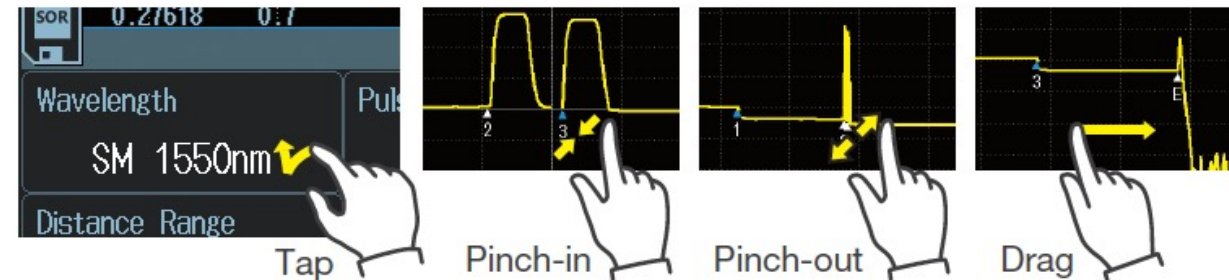 SOR 0.27618 0.7
Wavelength
SM 1550nm
Distance Range
Tap
2 3
Pinch-in
1
Pinch-out
3 E
Drag